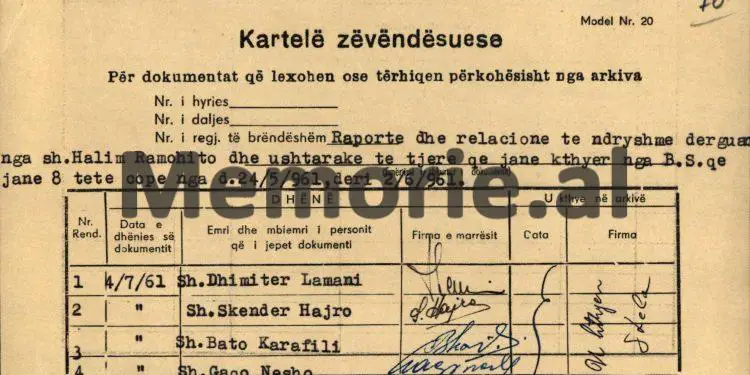 70
Model Nr. 20
Kartelë zëvëndësuese
Për dokumentat që lexohen ose tërhiqen përkohësisht nga arkiva
Nr. i hyries
Nr. i daljes
Nr. i regj. të brëndëshëm Raporte dhe relacione te ndryshme derguar
nga sh.Halim Ramohito dhe ushtarake te tjere qe jane kthyer nga B.S.qe
jane 8 tete cope nga d.24/5/961,deri 2/6/961.
Memorie.al
DHËNË
U kthye në arkivë
Nr. Rend.
Data e dhënies së dokumentit
Emri dhe mbiemri i personit që i jepet dokumenti
Firma e marrësit
Data
Firma
1 4/7/61 Sh.Dhimiter Lamani
2 " Sh.Skender Hajro S.Hajro
3 " Sh.Bato Karafili
4 " Sh.Gaqo Nesho
U kthyen